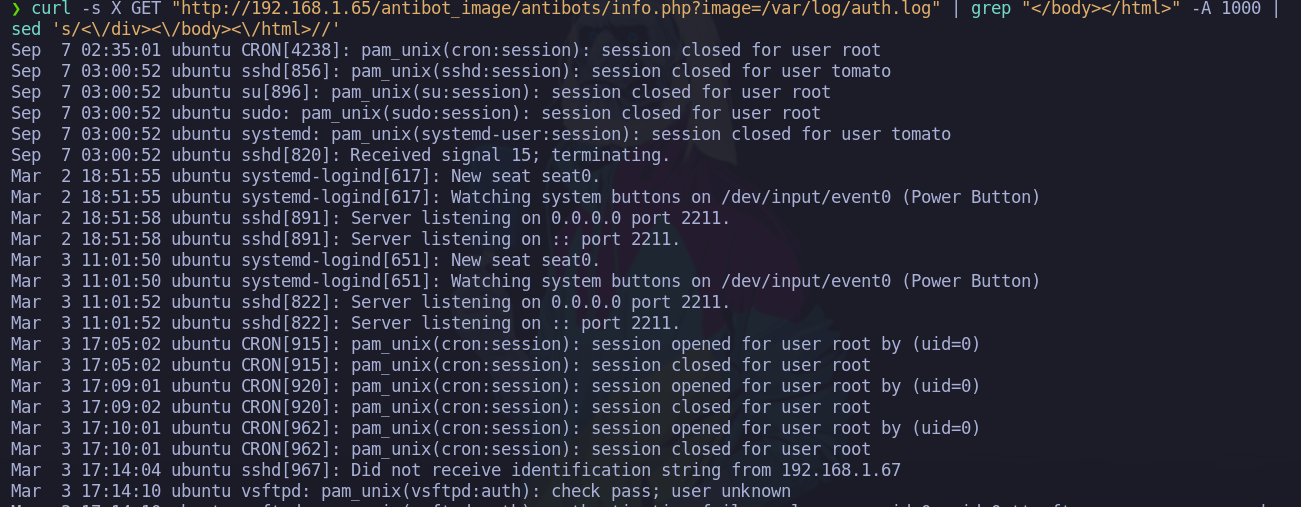 ❯ curl -s X GET "http://192.168.1.65/antibot_image/antibots/info.php?image=/var/log/auth.log" | grep "</body></html>" -A 1000 |
sed 's/<\/div><\/body><\/html>//'
Sep  7 02:35:01 ubuntu CRON[4238]: pam_unix(cron:session): session closed for user root
Sep  7 03:00:52 ubuntu sshd[856]: pam_unix(sshd:session): session closed for user tomato
Sep  7 03:00:52 ubuntu su[896]: pam_unix(su:session): session closed for user root
Sep  7 03:00:52 ubuntu sudo: pam_unix(sudo:session): session closed for user root
Sep  7 03:00:52 ubuntu systemd: pam_unix(systemd-user:session): session closed for user tomato
Sep  7 03:00:52 ubuntu sshd[820]: Received signal 15; terminating.
Mar  2 18:51:55 ubuntu systemd-logind[617]: New seat seat0.
Mar  2 18:51:55 ubuntu systemd-logind[617]: Watching system buttons on /dev/input/event0 (Power Button)
Mar  2 18:51:58 ubuntu sshd[891]: Server listening on 0.0.0.0 port 2211.
Mar  2 18:51:58 ubuntu sshd[891]: Server listening on :: port 2211.
Mar  3 11:01:50 ubuntu systemd-logind[651]: New seat seat0.
Mar  3 11:01:50 ubuntu systemd-logind[651]: Watching system buttons on /dev/input/event0 (Power Button)
Mar  3 11:01:52 ubuntu sshd[822]: Server listening on 0.0.0.0 port 2211.
Mar  3 11:01:52 ubuntu sshd[822]: Server listening on :: port 2211.
Mar  3 17:05:02 ubuntu CRON[915]: pam_unix(cron:session): session opened for user root by (uid=0)
Mar  3 17:05:02 ubuntu CRON[915]: pam_unix(cron:session): session closed for user root
Mar  3 17:09:01 ubuntu CRON[920]: pam_unix(cron:session): session opened for user root by (uid=0)
Mar  3 17:09:02 ubuntu CRON[920]: pam_unix(cron:session): session closed for user root
Mar  3 17:10:01 ubuntu CRON[962]: pam_unix(cron:session): session opened for user root by (uid=0)
Mar  3 17:10:01 ubuntu CRON[962]: pam_unix(cron:session): session closed for user root
Mar  3 17:14:04 ubuntu sshd[967]: Did not receive identification string from 192.168.1.67
Mar  3 17:14:10 ubuntu vsftpd: pam_unix(vsftpd:auth): check pass; user unknown